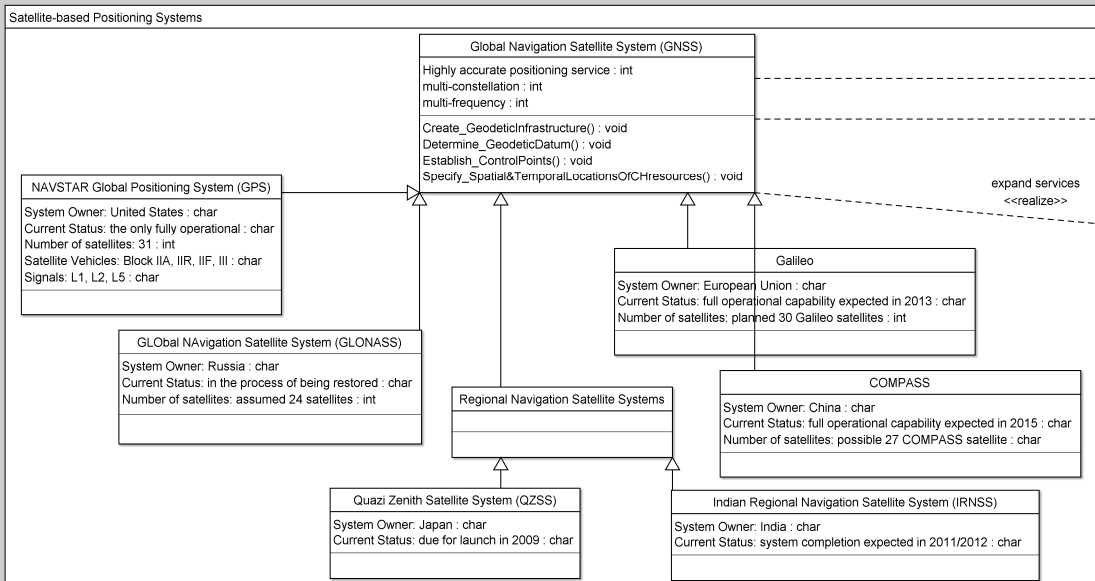 Satellite-based Positioning Systems
Global Navigation Satellite System (GNSS)
Highly accurate positioning service : int
multi-constellation : int
multi-frequency : int
Create_GeodeticInfrastructure() : void
Determine_GeodeticDatum() : void
Establish_ControlPoints() : void
Specify_Spatial&TemporalLocationsOfCHresources() : void
expand services
<<realize>>
NAVSTAR Global Positioning System (GPS)
System Owner: United States : char
Current Status: the only fully operational : char
Number of satellites: 31 : int
Satellite Vehicles: Block IIA, IIR, IIF, III : char
Signals: L1, L2, L5 : char
Galileo
System Owner: European Union : char
Current Status: full operational capability expected in 2013 : char
Number of satellites: planned 30 Galileo satellites : int
GLObal NAvigation Satellite System (GLONASS)
System Owner: Russia : char
Current Status: in the process of being restored : char
Number of satellites: assumed 24 satellites : int
Regional Navigation Satellite Systems
COMPASS
System Owner: China : char
Current Status: full operational capability expected in 2015 : char
Number of satellites: possible 27 COMPASS satellite : char
Quazi Zenith Satellite System (QZSS)
System Owner: Japan : char
Current Status: due for launch in 2009 : char
Indian Regional Navigation Satellite System (IRNSS)
System Owner: India : char
Current Status: system completion expected in 2011/2012 : char